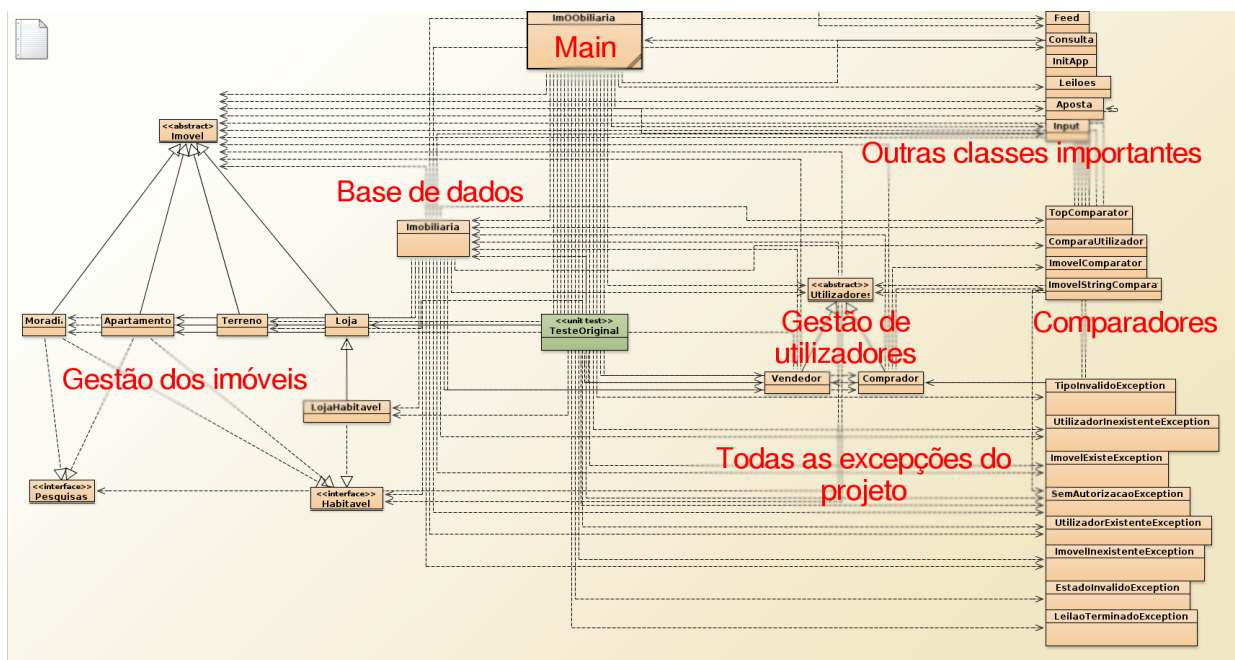 ImOObiliaria
Main
Feed
Consulta
InitApp
Leiloes
Aposta
Input
Outras classes importantes
<<abstract>
Imovel
Base de dados
Imobiliaria
TopComparator
ComparaUtilizador
ImovelComparator
ImovelStringCompara
Comparadores
<<abstract>>
Utilizadores
Gestão de
utilizadores
Moradi
Apartamento
Terreno
Loja
<<unit test>>
TesteOriginal
Gestão dos imóveis
Vendedor
Comprador
LojaHabitavel
TipoInvalidoException
UtilizadorInexistenteException
ImovelExisteException
SemAutorizacaoException
UtilizadorExistenteException
ImovelInexistenteException
EstadoInvalidoException
LeilaoTerminadoException
Todas as excepções do
projeto
<<interface>>
Pesquisas
<<interface>>
Habitavel